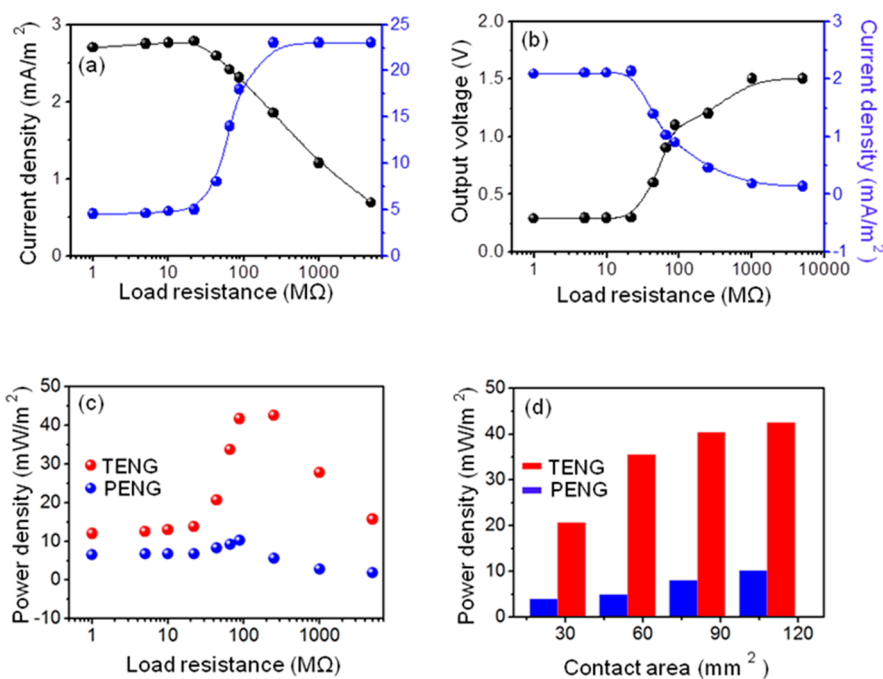 (a)
Current density (mA/m²)
3
2
1
0
25
20
15
10
5
0
1 10 100 1000
Load resistance (MΩ)
(b)
Output voltage (V)
2.0
1.5
1.0
0.5
0.0
3
2
1
0
-1
Current density (mA/m²)
1 10 100 1000 10000
Load resistance (MΩ)
(c)
Power density (mW/m²)
50
40
30
20
10
0
-10
TENG
PENG
1 10 100 1000
Load resistance (MΩ)
(d)
Power density (mW/m²)
50
40
30
20
10
0
TENG
PENG
30 60 90 120
Contact area (mm²)